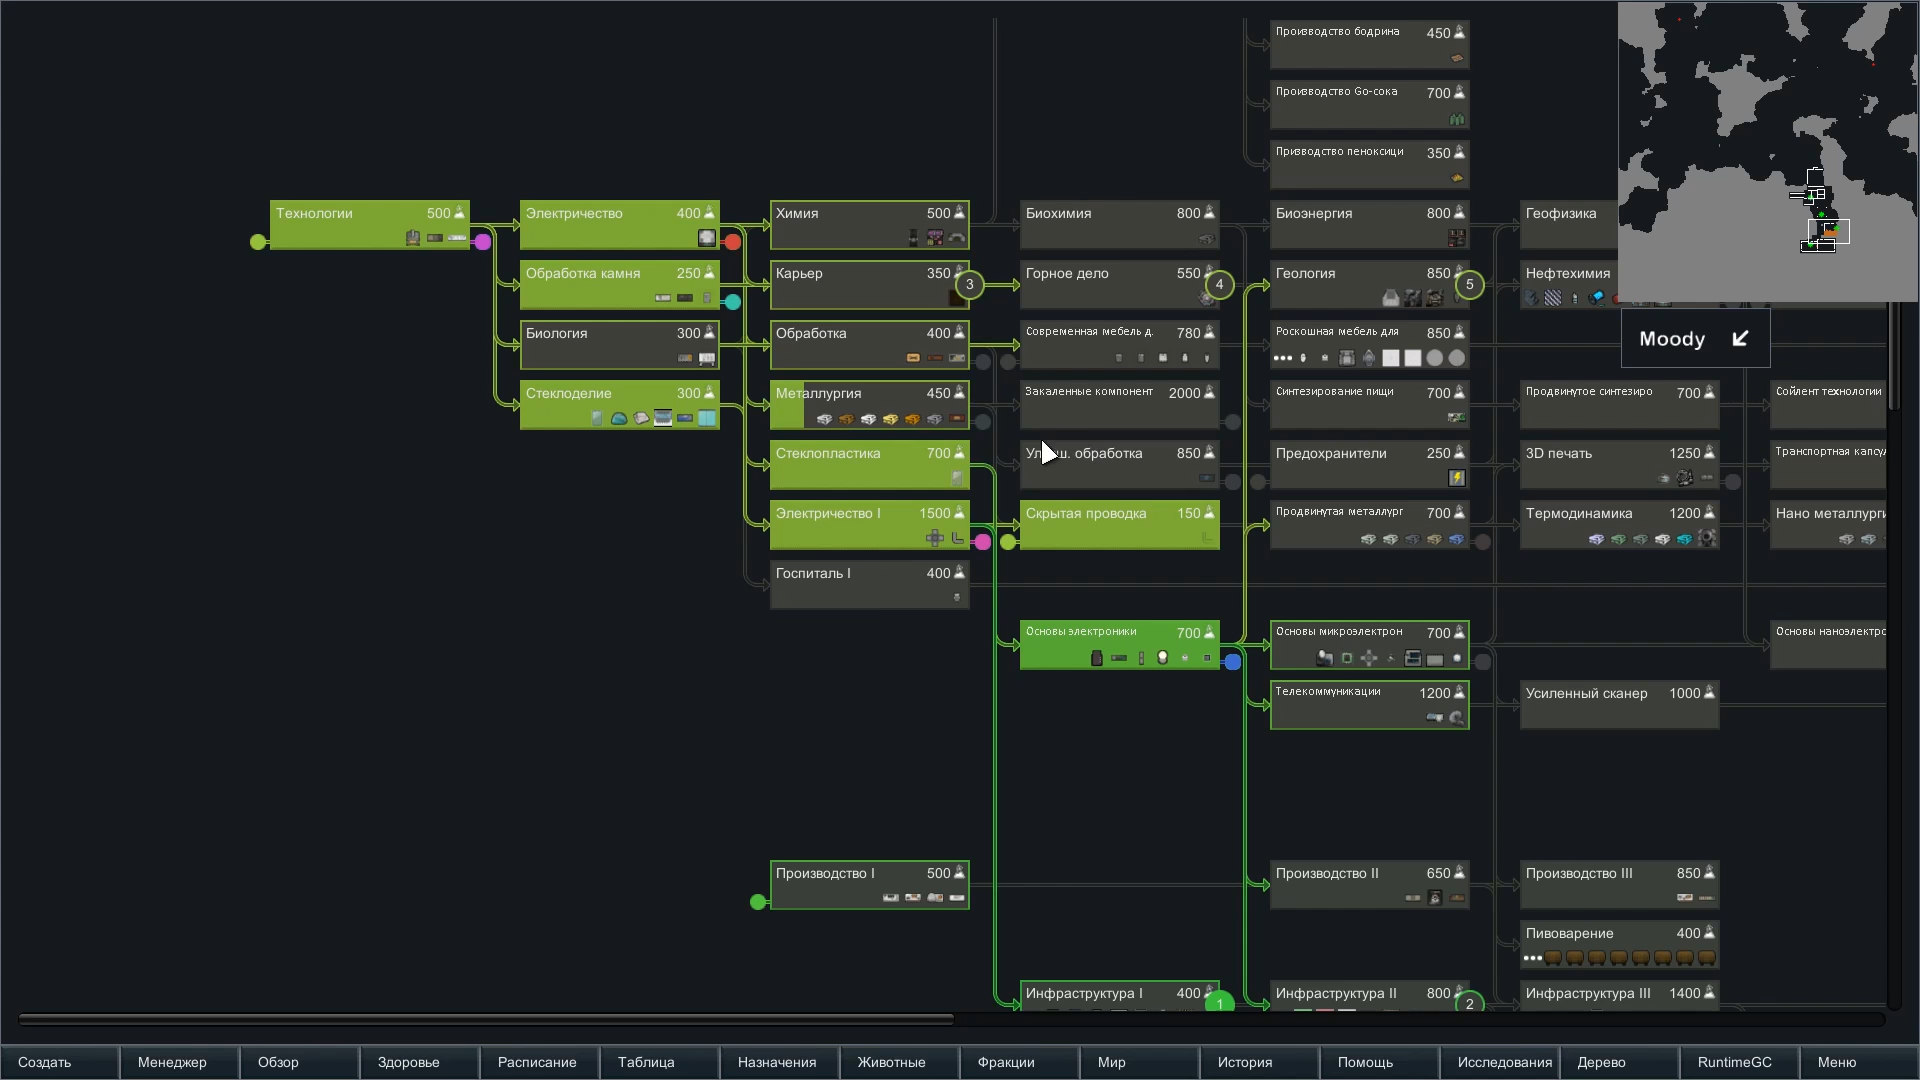 Производство бодрина 450
Производство Go-сока 700
Призводство пеноксици 350
Технологии 500
Электричество 400
Химия 500
Биохимия 800
Биоэнергия 800
Геофизика
Обработка камня 250
Карьер 350
3
Горное дело 550
4
Геология 850
5
Нефтехимия
Биология 300
Обработка 400
Современная мебель д. 780
Роскошная мебель для 850
Moody
Стеклоделие 300
Металлургия 450
Закаленные компонент 2000
Синтезирование пищи 700
Продвинутое синтезиро 700
Сойлент технологии
Стеклопластика 700
обработка 850
Предохранители 250
3D печать 1250
Транспортная капсул
Электричество I 1500
Скрытая проводка 150
Продвинутая металлург 700
Термодинамика 1200
Нано металлурги
Госпиталь I 400
Основы электроники 700
Основы микроэлектрон 700
Основы наноэлектро
Телекоммуникации 1200
Усиленный сканер 1000
Производство I 500
Производство II 650
Производство III 850
Пивоварение 400
Инфраструктура I 400
1
Инфраструктура II 800
2
Инфраструктура III 1400
Создать Менеджер Обзор Здоровье Расписание Таблица Назначения Животные Фракции Мир История Помощь Исследования Дерево RuntimeGC Меню